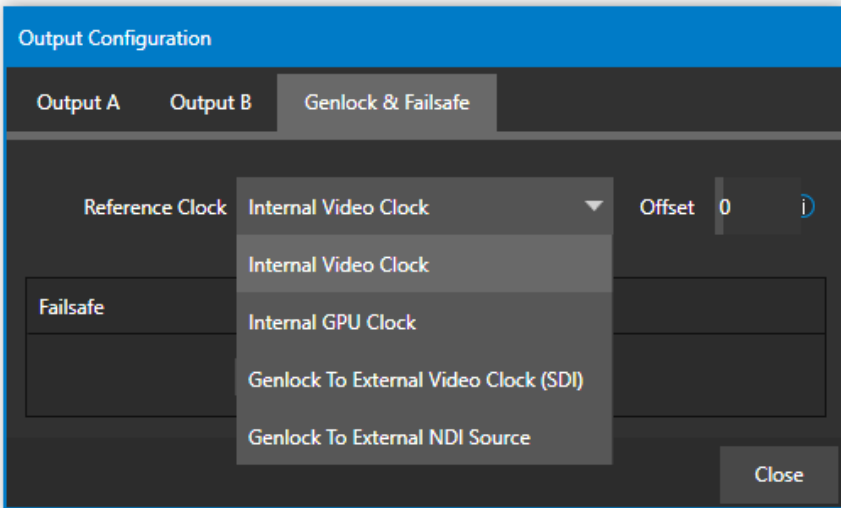 Output Configuration
Output A Output B Genlock & Failsafe
Reference Clock Internal Video Clock Offset 0 i
Internal Video Clock
Failsafe
Internal GPU Clock
Genlock To External Video Clock (SDI)
Genlock To External NDI Source
Close